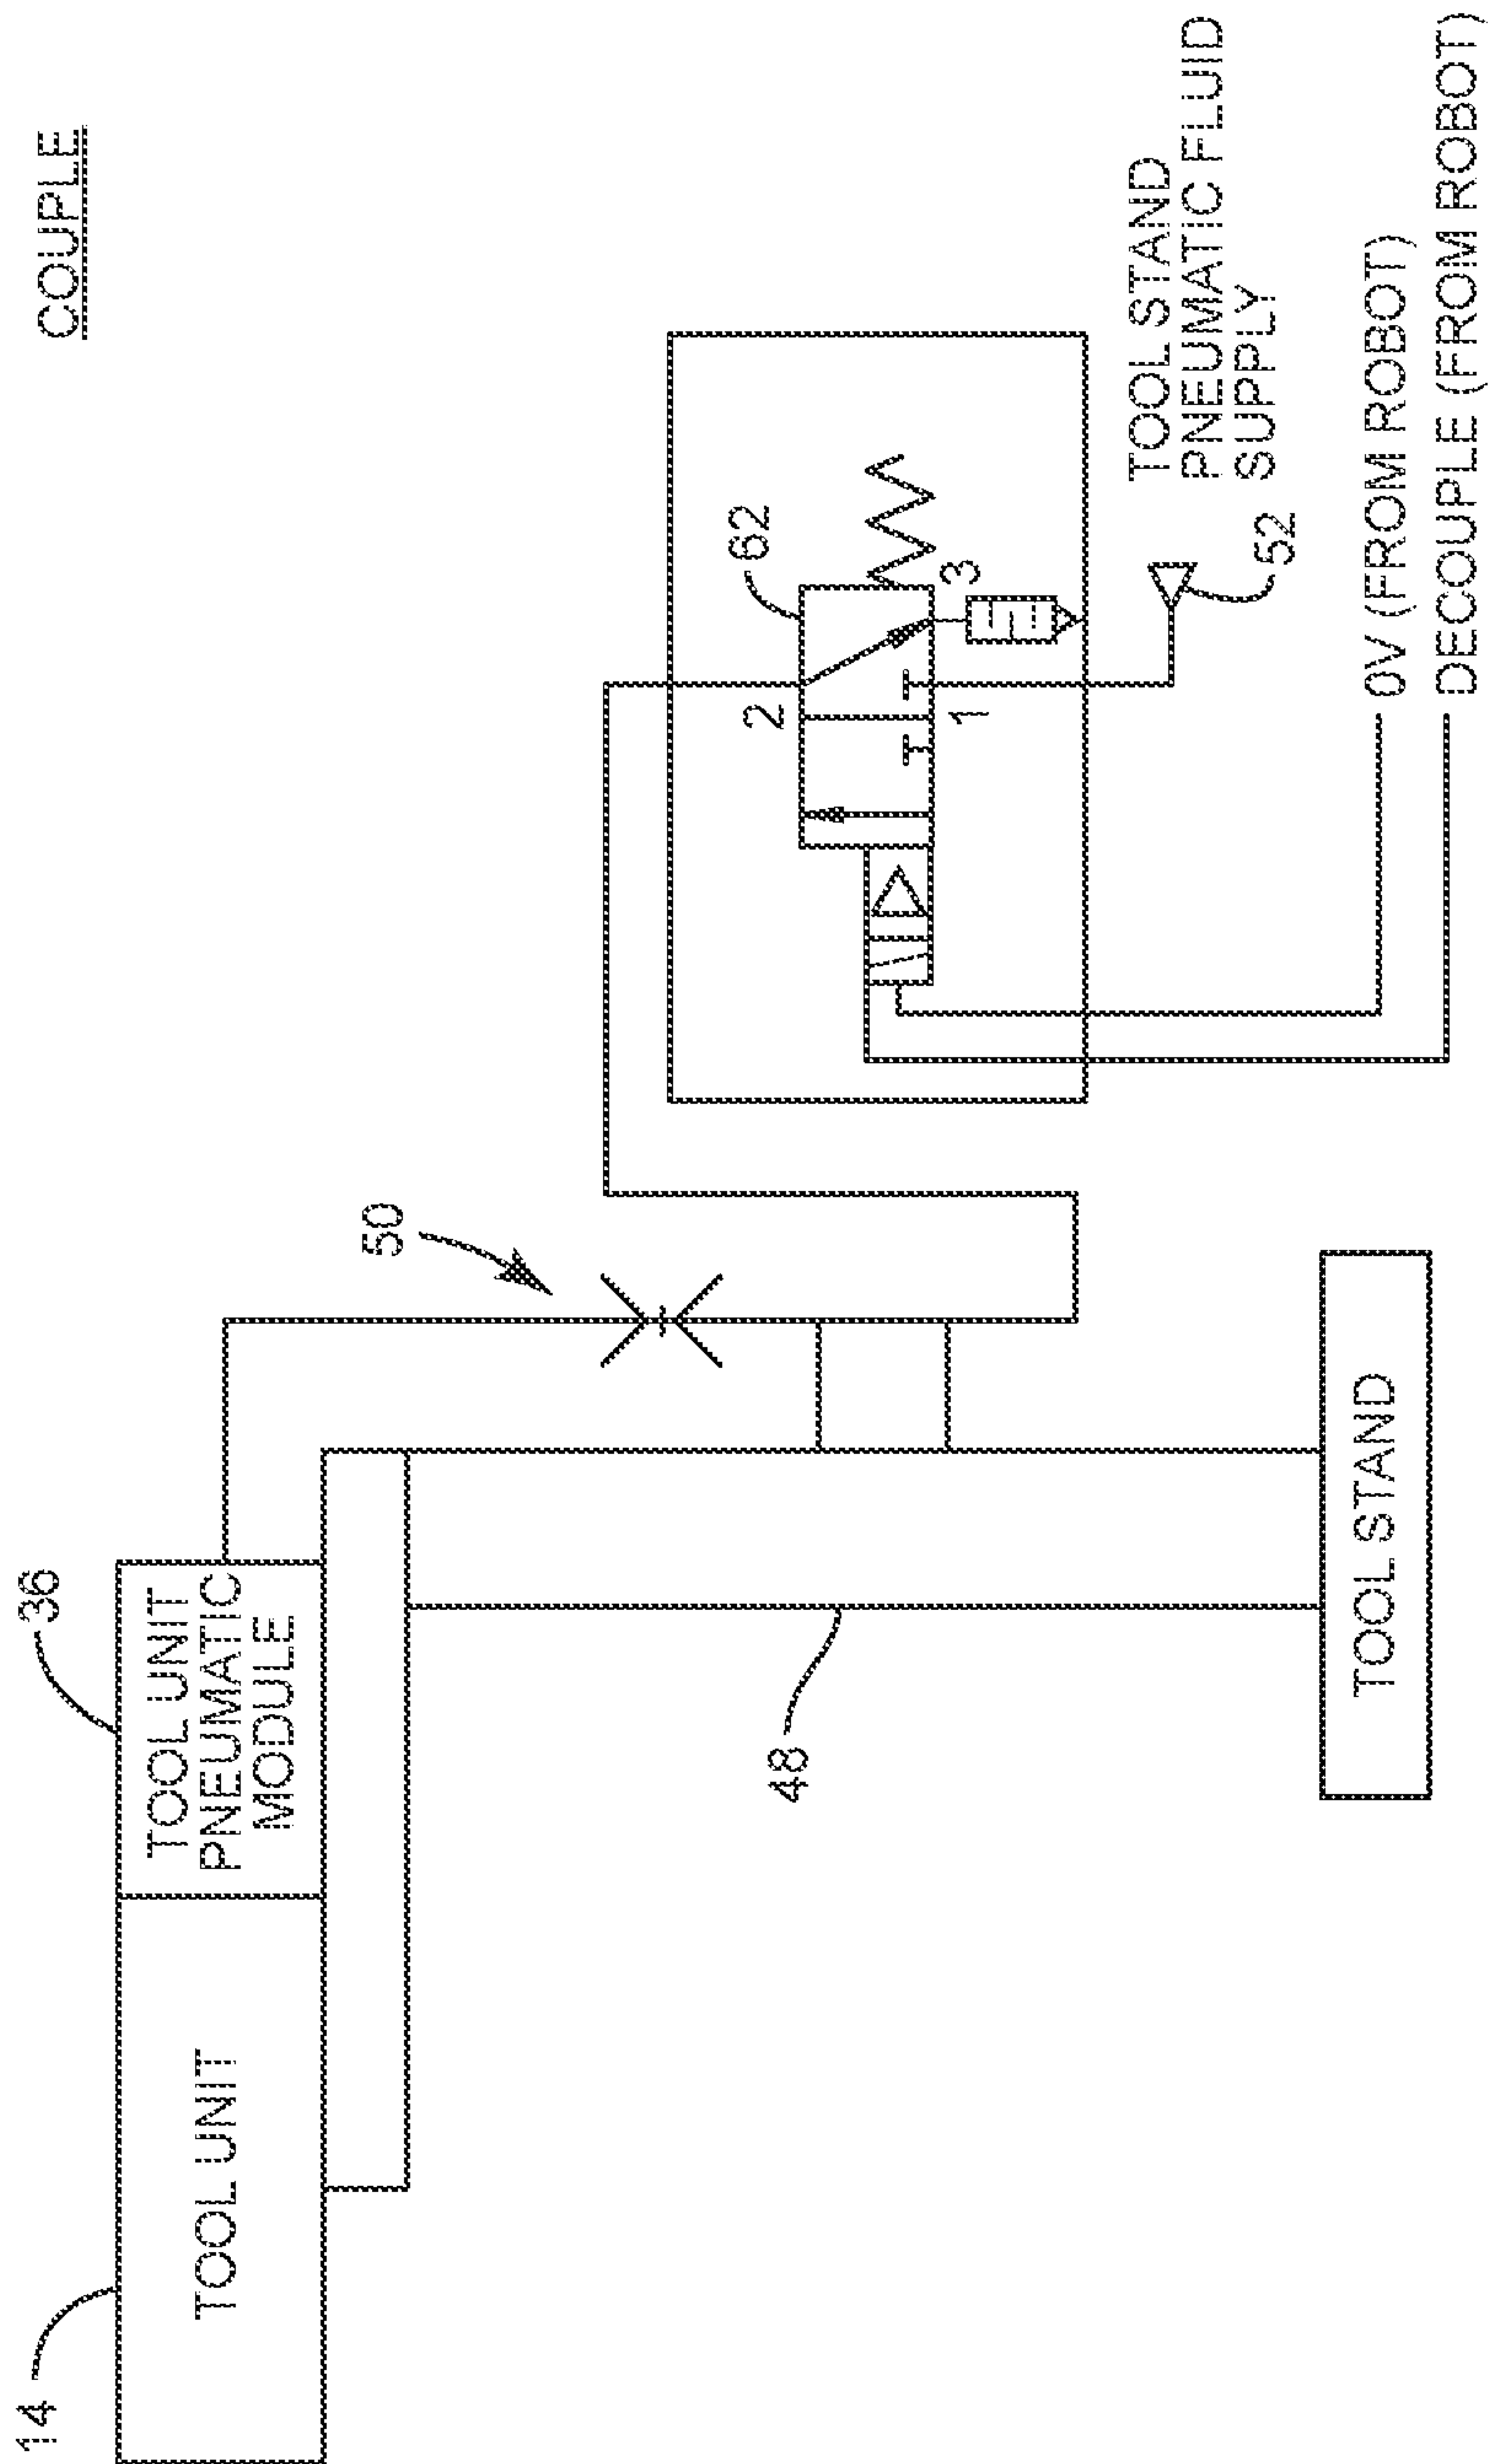 COUPLE
14
TOOL UNIT
36
TOOL UNIT
PNEUMATIC
MODULE
50
48
TOOL STAND
62
2
3
1
TOOL STAND
PNEUMATIC FLUID
SUPPLY
52
0V (FROM ROBOT)
DECOUPLE (FROM ROBOT)